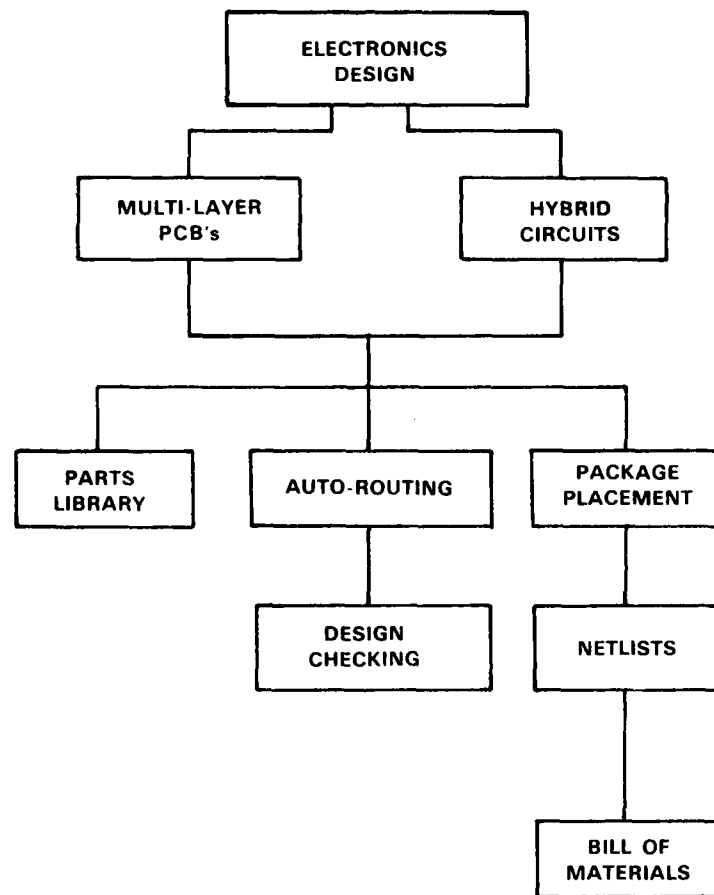 ELECTRONICS
DESIGN
MULTI-LAYER
PCB's
HYBRID
CIRCUITS
PARTS
LIBRARY
AUTO-ROUTING
PACKAGE
PLACEMENT
DESIGN
CHECKING
NETLISTS
BILL OF
MATERIALS